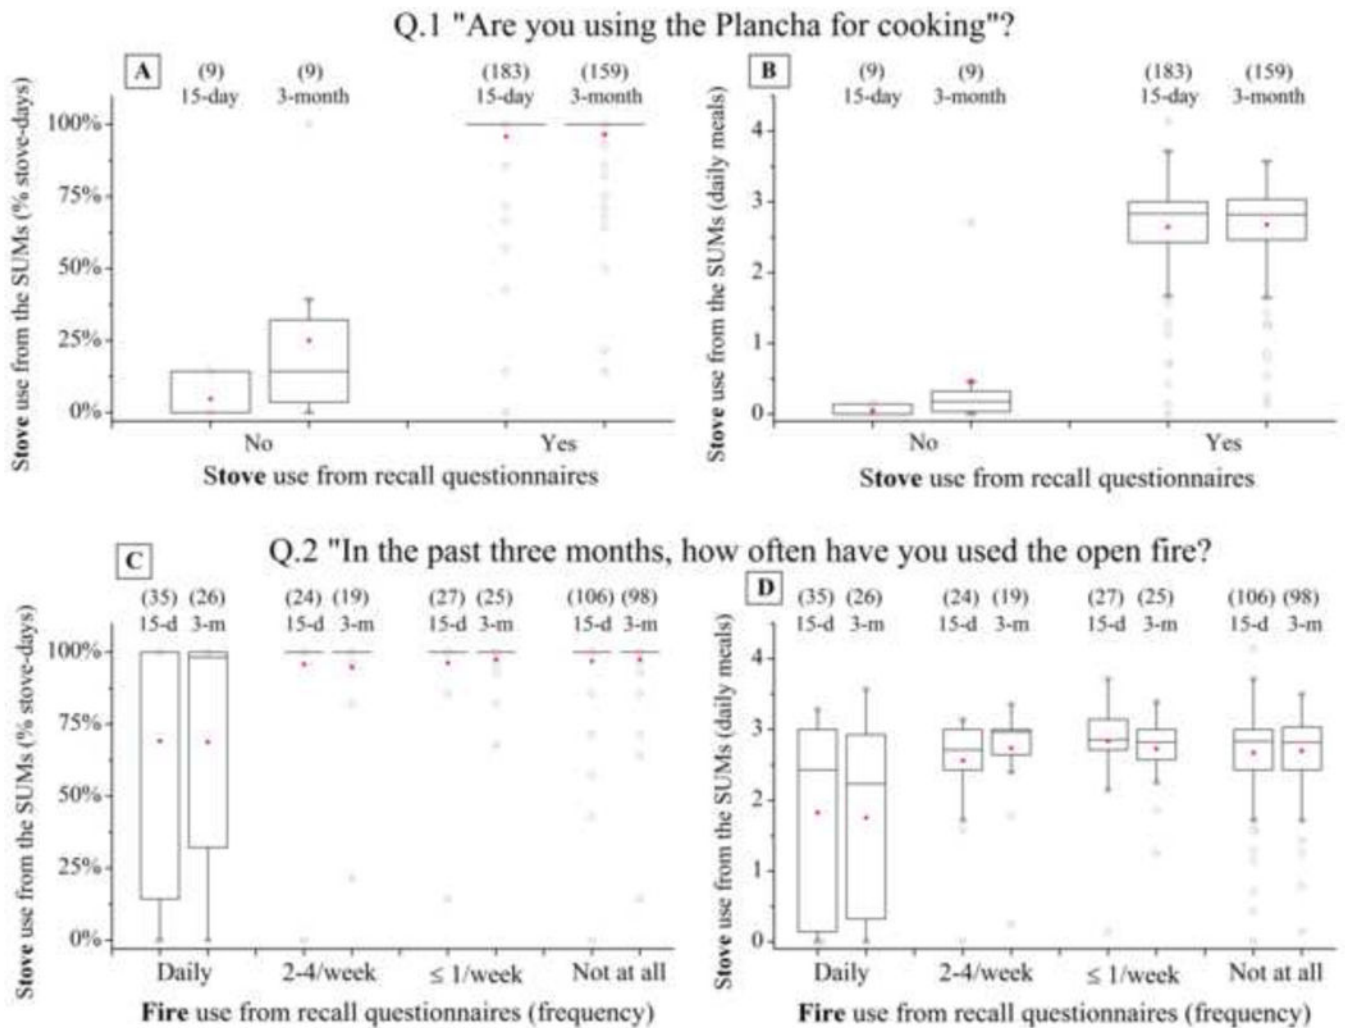 Q.1 "Are you using the Plancha for cooking"?
A
(9) (9) (183) (159)
15-day 3-month 15-day 3-month
Stove use from the SUMs (% stove-days)
100%
75%
50%
25%
0%
No Yes
Stove use from recall questionnaires
B
(9) (9) (183) (159)
15-day 3-month 15-day 3-month
Stove use from the SUMs (daily meals)
4
3
2
1
0
No Yes
Stove use from recall questionnaires
Q.2 "In the past three months, how often have you used the open fire?
C
(35) (26) (24) (19) (27) (25) (106) (98)
15-d 3-m 15-d 3-m 15-d 3-m 15-d 3-m
Stove use from the SUMs (% stove-days)
100%
75%
50%
25%
0%
Daily 2-4/week ≤ 1/week Not at all
Fire use from recall questionnaires (frequency)
D
(35) (26) (24) (19) (27) (25) (106) (98)
15-d 3-m 15-d 3-m 15-d 3-m 15-d 3-m
Stove use from the SUMs (daily meals)
4
3
2
1
0
Daily 2-4/week ≤ 1/week Not at all
Fire use from recall questionnaires (frequency)